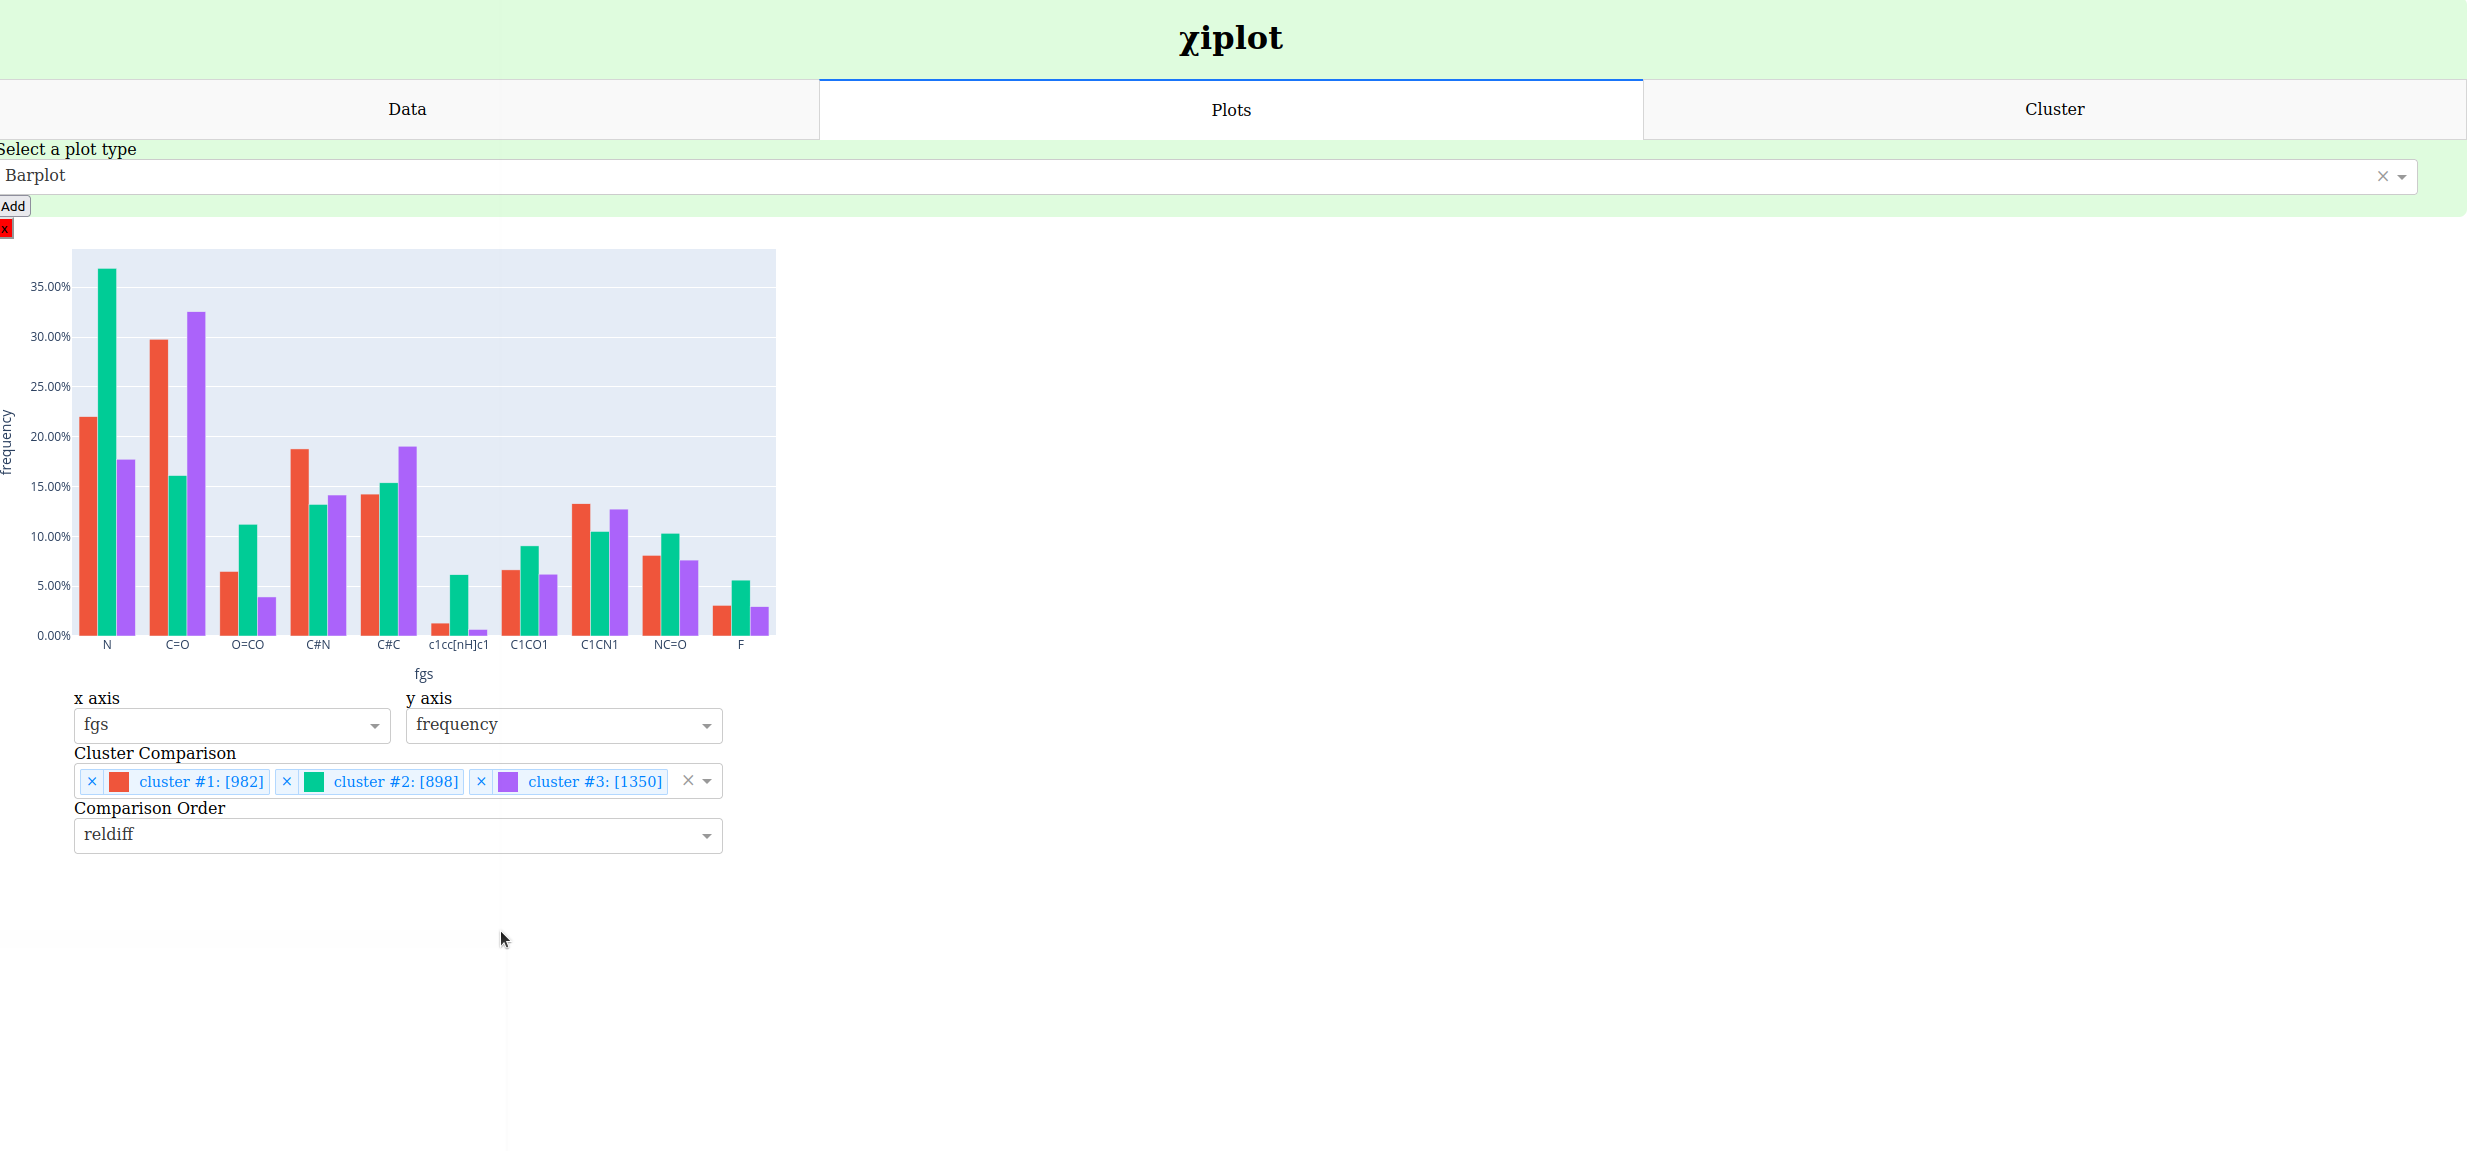 χiplot
Data Plots Cluster
Select a plot type
Barplot
Add
x
35.00%
30.00%
25.00%
20.00%
15.00%
10.00%
5.00%
0.00%
frequency
N C=O O=CO C#N C#C c1cc[nH]c1 C1CO1 C1CN1 NC=O F
fgs
x axis y axis
fgs frequency
Cluster Comparison
× cluster #1: [982] × cluster #2: [898] × cluster #3: [1350]
Comparison Order
reldiff